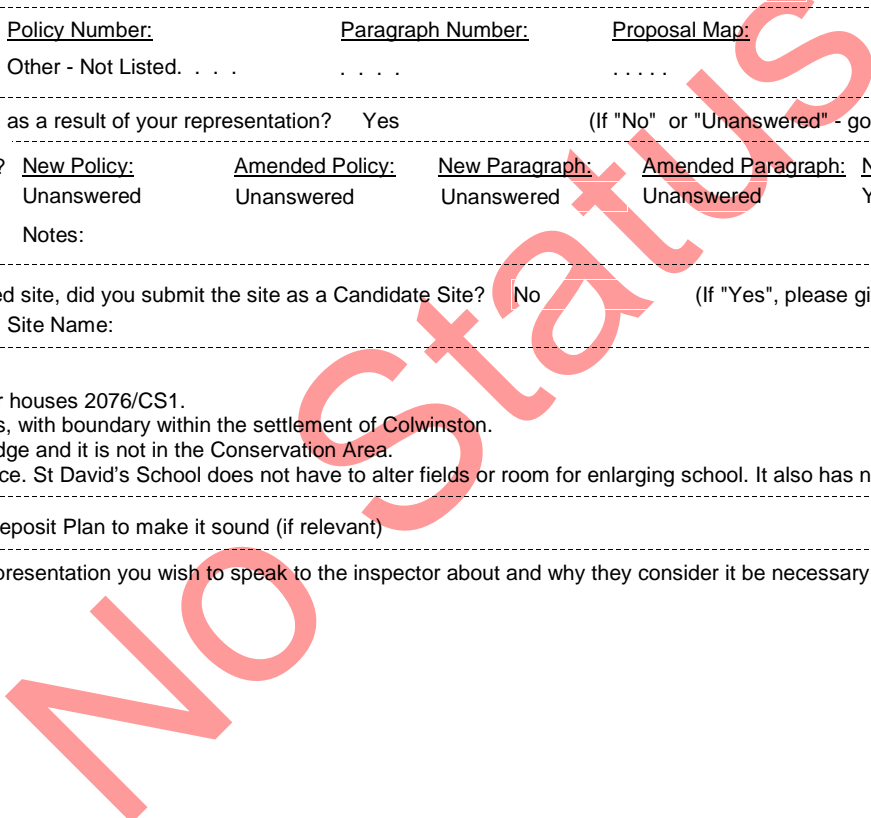 Policy Number: Paragraph Number: Proposal Map:
Other - Not Listed. . . . . . . . . . . . .
as a result of your representation? Yes (If "No" or "Unanswered" - go
? New Policy: Amended Policy: New Paragraph: Amended Paragraph: N
Unanswered Unanswered Unanswered Unanswered Y
Notes:
ed site, did you submit the site as a Candidate Site? No (If "Yes", please gi
Site Name:
r houses 2076/CS1.
s, with boundary within the settlement of Colwinston.
dge and it is not in the Conservation Area.
ce. St David's School does not have to alter fields or room for enlarging school. It also has n
eposit Plan to make it sound (if relevant)
presentation you wish to speak to the inspector about and why they consider it be necessary
No Status